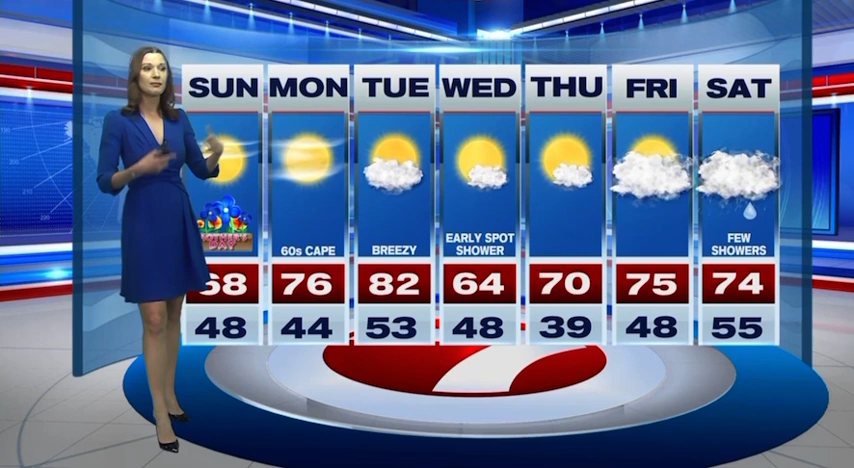 SUN MON TUE WED THU FRI SAT
60s CAPE
BREEZY
EARLY SPOT
SHOWER
FEW
SHOWERS
68 76 82 64 70 75 74
48 44 53 48 39 48 55